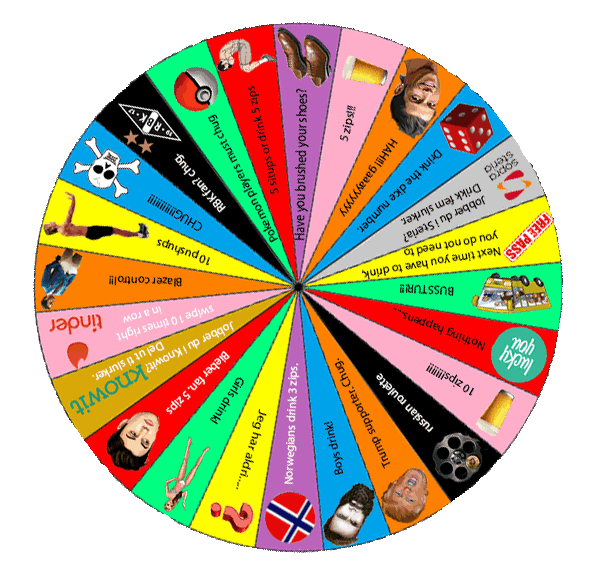 Have you brushed your shoes?
5 zips!!!
HAH!!! gaaayyyyy
Drink the dice number.
sopra
steria
Jobber du i Steria?
Drikk fem slurker.
FREE PASS
Next time you have to drink,
you do not need to
BUSSTUR!!!
Nothing happens.....
lucky
you.
10 zips!!!!!!!
russian roulette
Trump supporter. Chug.
Boys drink!
Norwegians drink 3 zips.
Jeg har aldri.....
?
Girls drink!
Bieber fan. 5 zips
Jobber du i Knowit?
Del ut ti slurker.
knowit
swipe 10 times right
in a row
tinder
Blazer control!!
10 pushups
CHUG!!!!!!!!!!
RBK fan? chug.
19 R.B.K 17
Pokemon players must chug
5 situps or drink 5 zips